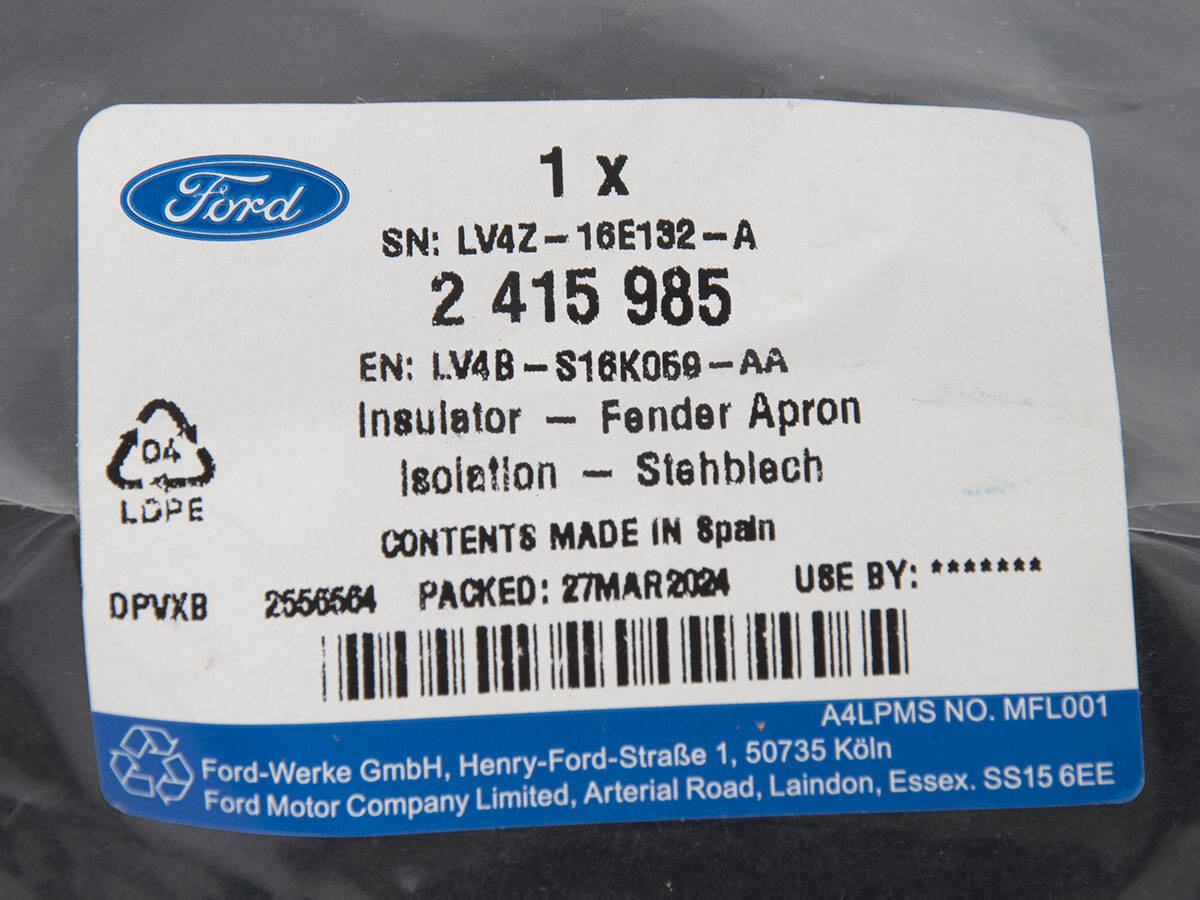 Ford
1 x
SN: LV4Z-16E132-A
2 415 985
EN: LV4B-S16K059-AA
Insulator - Fender Apron
Isolation - Stehblech
CONTENTS MADE IN Spain
04
LDPE
DPVXB 2556564 PACKED: 27MAR2024 USE BY: *******
A4LPMS NO. MFL001
Ford-Werke GmbH, Henry-Ford-Straße 1, 50735 Köln
Ford Motor Company Limited, Arterial Road, Laindon, Essex. SS15 6EE